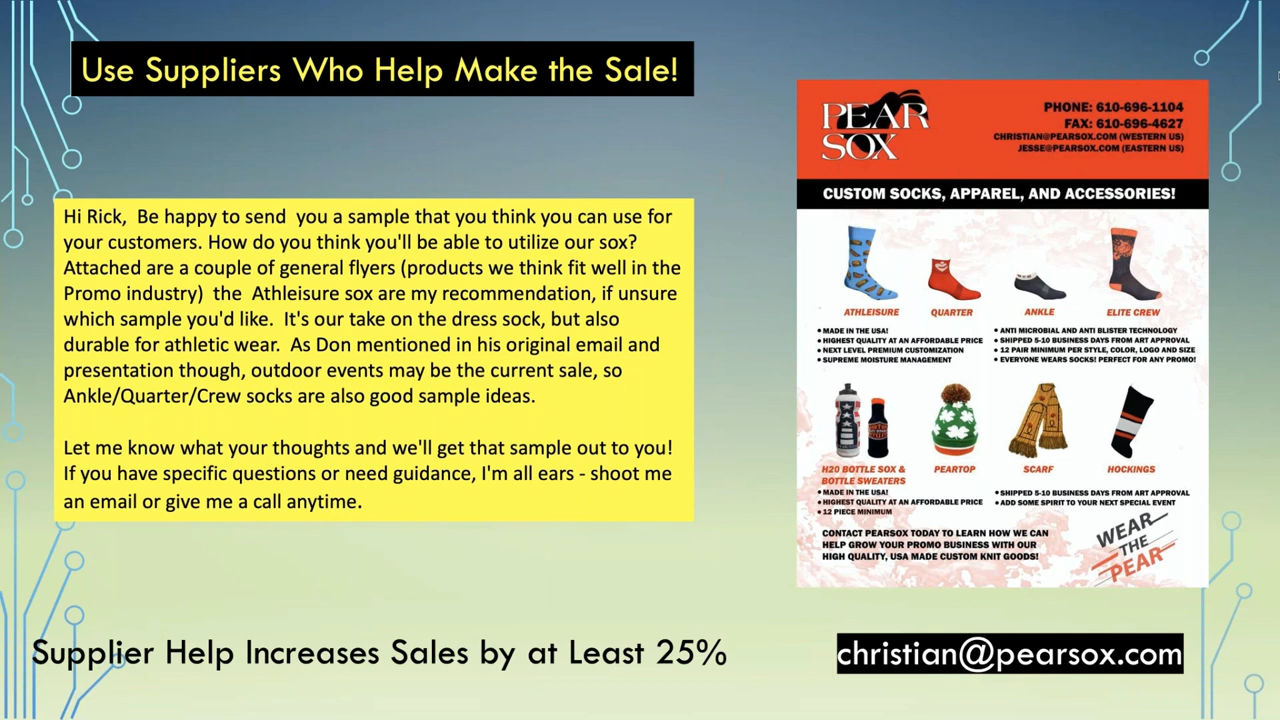 Use Suppliers Who Help Make the Sale!
Hi Rick,  Be happy to send  you a sample that you think you can use for
your customers. How do you think you'll be able to utilize our sox?
Attached are a couple of general flyers (products we think fit well in the
Promo industry)  the  Athleisure sox are my recommendation, if unsure
which sample you'd like.  It's our take on the dress sock, but also
durable for athletic wear.  As Don mentioned in his original email and
presentation though, outdoor events may be the current sale, so
Ankle/Quarter/Crew socks are also good sample ideas.
Let me know what your thoughts and we'll get that sample out to you!
If you have specific questions or need guidance, I'm all ears - shoot me
an email or give me a call anytime.
PEAR
SOX
PHONE: 610-696-1104
FAX: 610-696-4627
CHRISTIAN@PEARSOX.COM (WESTERN US)
JESSE@PEARSOX.COM (EASTERN US)
CUSTOM SOCKS, APPAREL, AND ACCESSORIES!
ATHLEISURE
QUARTER
ANKLE
ELITE CREW
• MADE IN THE USA!
• HIGHEST QUALITY AT AN AFFORDABLE PRICE
• NEXT LEVEL PREMIUM CUSTOMIZATION
• SUPREME MOISTURE MANAGEMENT
• ANTI MICROBIAL AND ANTI BLISTER TECHNOLOGY
• SHIPPED 5-10 BUSINESS DAYS FROM ART APPROVAL
• 12 PAIR MINIMUM PER STYLE, COLOR, LOGO AND SIZE
• EVERYONE WEARS SOCKS! PERFECT FOR ANY PROMO!
H20 BOTTLE SOX &
BOTTLE SWEATERS
PEARTOP
SCARF
HOCKINGS
• MADE IN THE USA!
• HIGHEST QUALITY AT AN AFFORDABLE PRICE
• 12 PIECE MINIMUM
• SHIPPED 5-10 BUSINESS DAYS FROM ART APPROVAL
• ADD SOME SPIRIT TO YOUR NEXT SPECIAL EVENT
CONTACT PEARSOX TODAY TO LEARN HOW WE CAN
HELP GROW YOUR PROMO BUSINESS WITH OUR
HIGH QUALITY, USA MADE CUSTOM KNIT GOODS!
WEAR
THE
PEAR
Supplier Help Increases Sales by at Least 25%
christian@pearsox.com